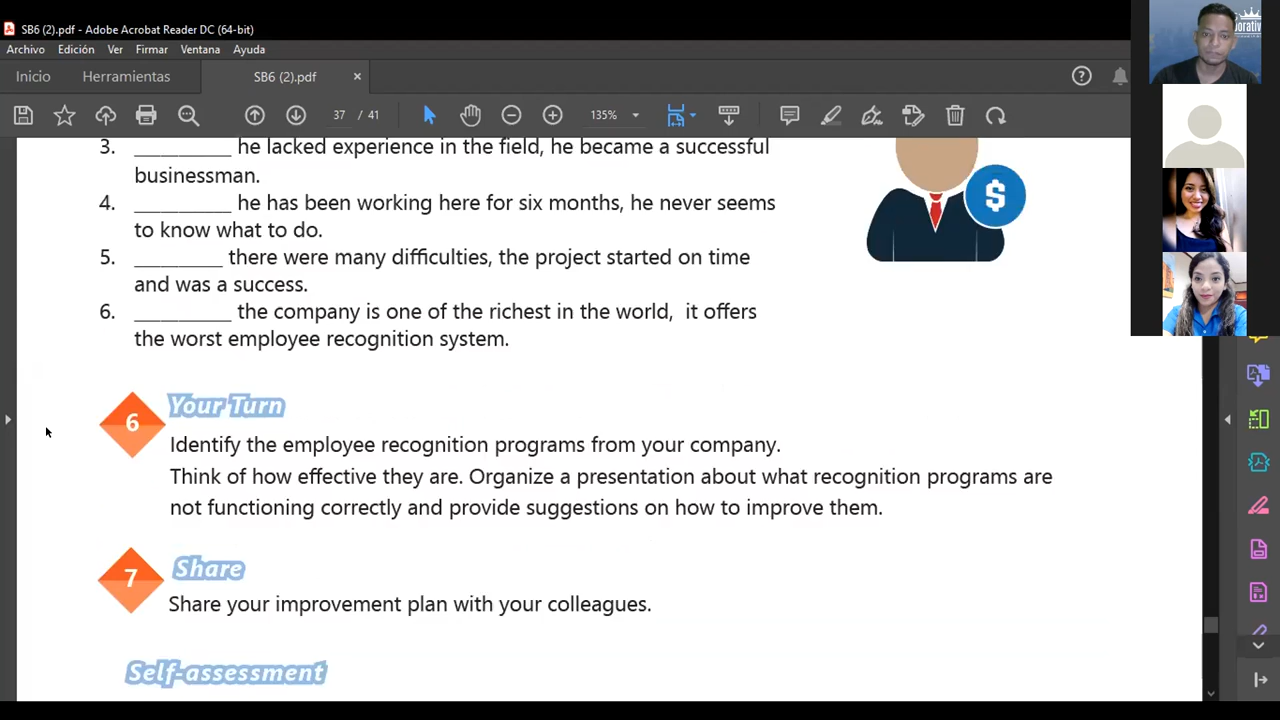 SB6 (2).pdf - Adobe Acrobat Reader DC (64-bit)
Archivo Edición Ver Firmar Ventana Ayuda
Inicio Herramientas SB6 (2).pdf ×
37 / 41 135%
3. __________ he lacked experience in the field, he became a successful
businessman.
4. __________ he has been working here for six months, he never seems
to know what to do.
5. _________ there were many difficulties, the project started on time
and was a success.
6. __________ the company is one of the richest in the world, it offers
the worst employee recognition system.
$
6 Your Turn
Identify the employee recognition programs from your company.
Think of how effective they are. Organize a presentation about what recognition programs are
not functioning correctly and provide suggestions on how to improve them.
7 Share
Share your improvement plan with your colleagues.
Self-assessment